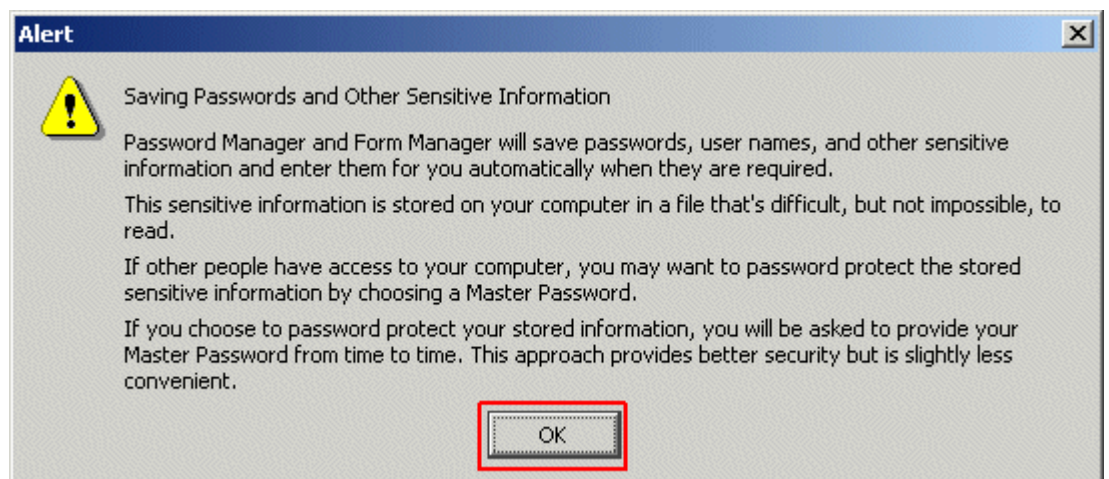 Alert
Saving Passwords and Other Sensitive Information
Password Manager and Form Manager will save passwords, user names, and other sensitive
information and enter them for you automatically when they are required.
This sensitive information is stored on your computer in a file that's difficult, but not impossible, to
read.
If other people have access to your computer, you may want to password protect the stored
sensitive information by choosing a Master Password.
If you choose to password protect your stored information, you will be asked to provide your
Master Password from time to time. This approach provides better security but is slightly less
convenient.
OK